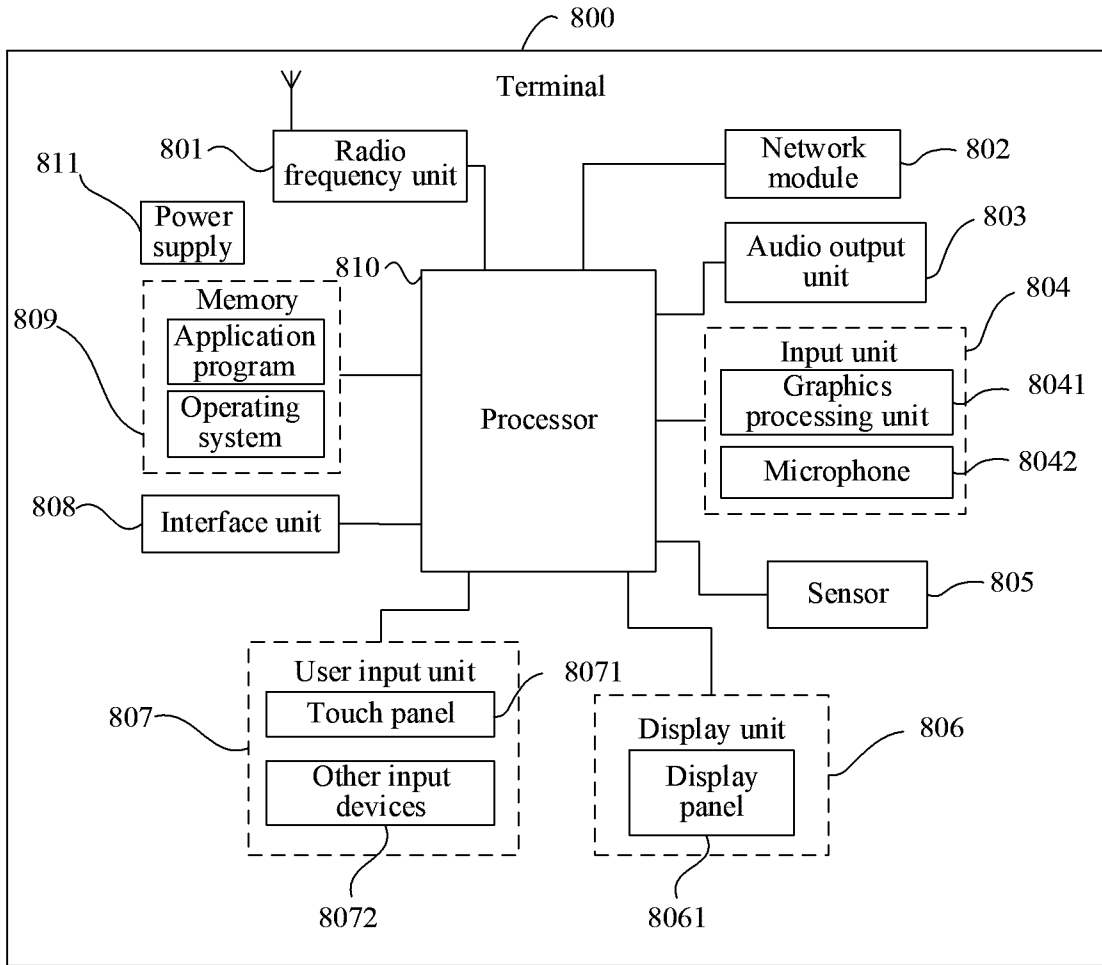 800
Terminal
801
Radio
frequency unit
Network
module
802
811
Power
supply
Audio output
unit
803
810
Memory
Application
program
Operating
system
809
804
Input unit
Graphics
processing unit
8041
Microphone
8042
Processor
808
Interface unit
Sensor
805
User input unit
8071
Touch panel
807
Other input
devices
8072
Display unit
806
Display
panel
8061